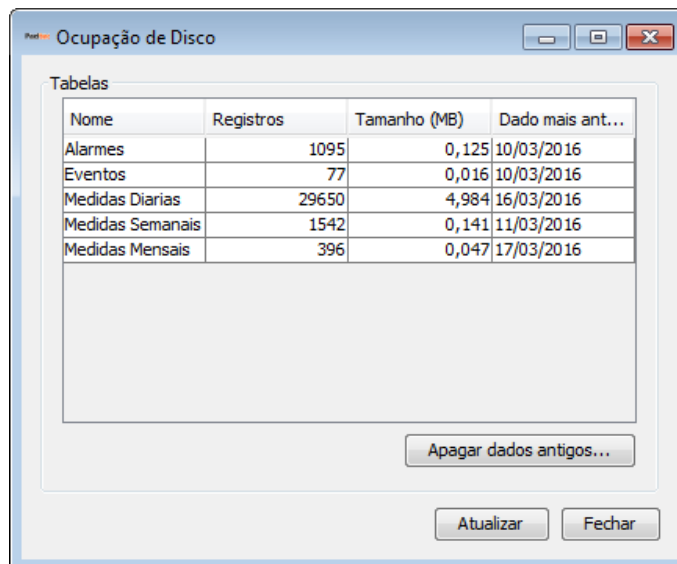 Ocupação de Disco
Tabelas
Nome Registros Tamanho (MB) Dado mais ant...
Alarmes 1095 0,125 10/03/2016
Eventos 77 0,016 10/03/2016
Medidas Diarias 29650 4,984 16/03/2016
Medidas Semanais 1542 0,141 11/03/2016
Medidas Mensais 396 0,047 17/03/2016
Apagar dados antigos...
Atualizar Fechar